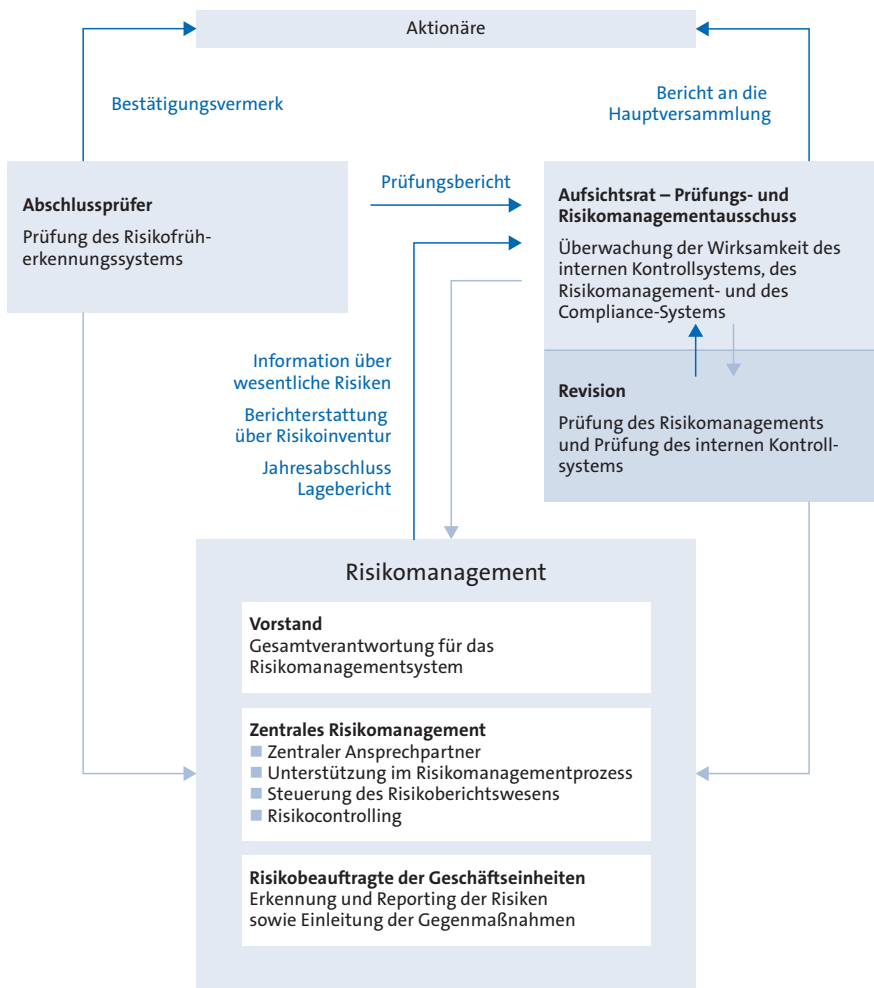 Aktionäre
Bestätigungsvermerk
Bericht an die
Hauptversammlung
Abschlussprüfer
Prüfung des Risikofrüh-
erkennungssystems
Prüfungsbericht
Aufsichtsrat – Prüfungs- und
Risikomanagementausschuss
Überwachung der Wirksamkeit des
internen Kontrollsystems, des
Risikomanagement- und des
Compliance-Systems
Information über
wesentliche Risiken
Berichterstattung
über Risikoinventur
Jahresabschluss
Lagebericht
Revision
Prüfung des Risikomanagements
und Prüfung des internen Kontroll-
systems
Risikomanagement
Vorstand
Gesamtverantwortung für das
Risikomanagementsystem
Zentrales Risikomanagement
Zentraler Ansprechpartner
Unterstützung im Risikomanagementprozess
Steuerung des Risikoberichtswesens
Risikocontrolling
Risikobeauftragte der Geschäftseinheiten
Erkennung und Reporting der Risiken
sowie Einleitung der Gegenmaßnahmen